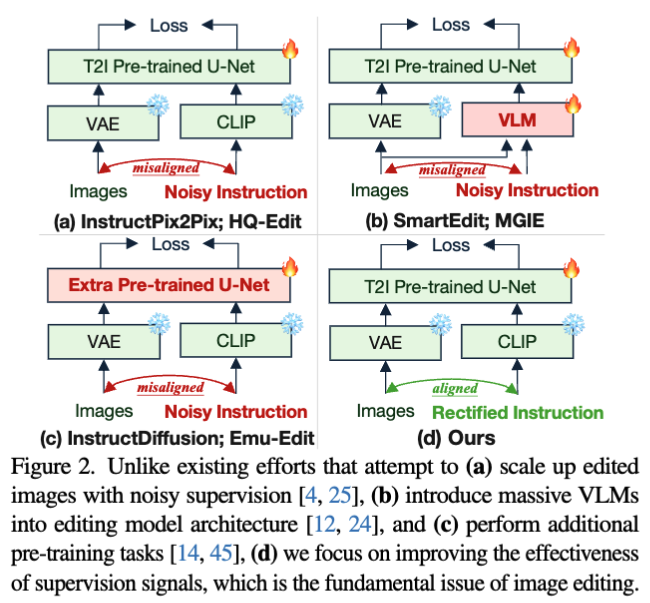 Loss
T2I Pre-trained U-Net
VAE
CLIP
misaligned
Images
Noisy Instruction
(a) InstructPix2Pix; HQ-Edit
Loss
T2I Pre-trained U-Net
VAE
VLM
misaligned
Images
Noisy Instruction
(b) SmartEdit; MGIE
Loss
Extra Pre-trained U-Net
VAE
CLIP
misaligned
Images
Noisy Instruction
(c) InstructDiffusion; Emu-Edit
Loss
T2I Pre-trained U-Net
VAE
CLIP
aligned
Images
Rectified Instruction
(d) Ours
Figure 2. Unlike existing efforts that attempt to (a) scale up edited
images with noisy supervision [4, 25], (b) introduce massive VLMs
into editing model architecture [12, 24], and (c) perform additional
pre-training tasks [14, 45], (d) we focus on improving the effectiveness
of supervision signals, which is the fundamental issue of image editing.